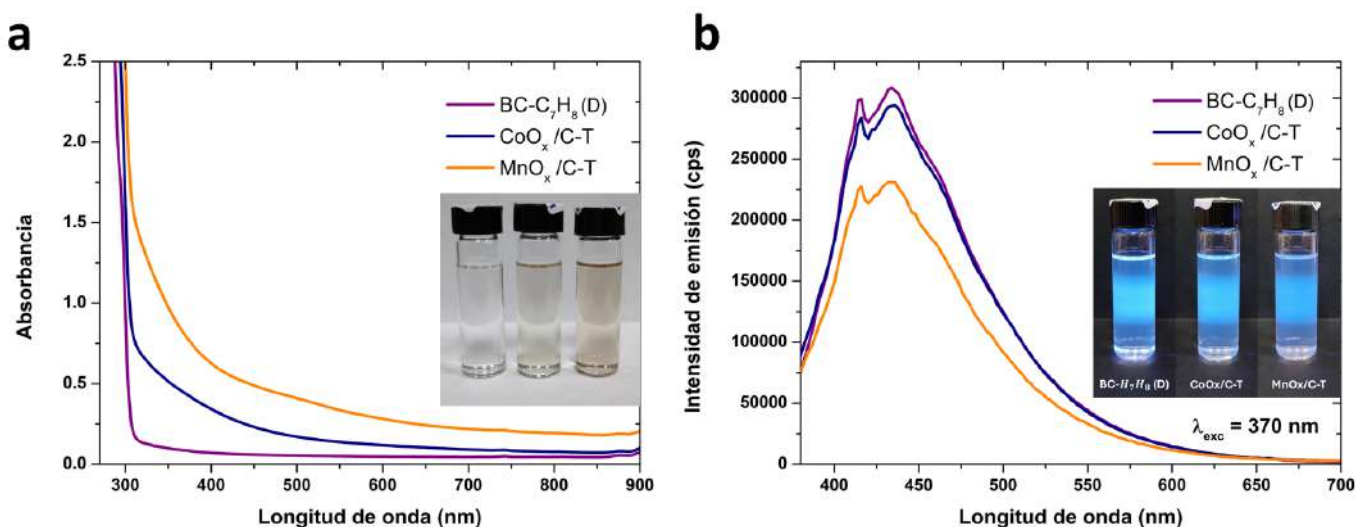 a
2.5
2.0
1.5
1.0
0.5
0.0
Absorbancia
BC-C₇H₈ (D)
CoOₓ /C-T
MnOₓ /C-T
300 400 500 600 700 800 900
Longitud de onda (nm)
b
300000
250000
200000
150000
100000
50000
0
Intensidad de emisión (cps)
BC-C₇H₈ (D)
CoOₓ /C-T
MnOₓ /C-T
BC-H₇H₈ (D) CoOx/C-T MnOx/C-T
λexc = 370 nm
400 450 500 550 600 650 700
Longitud de onda (nm)